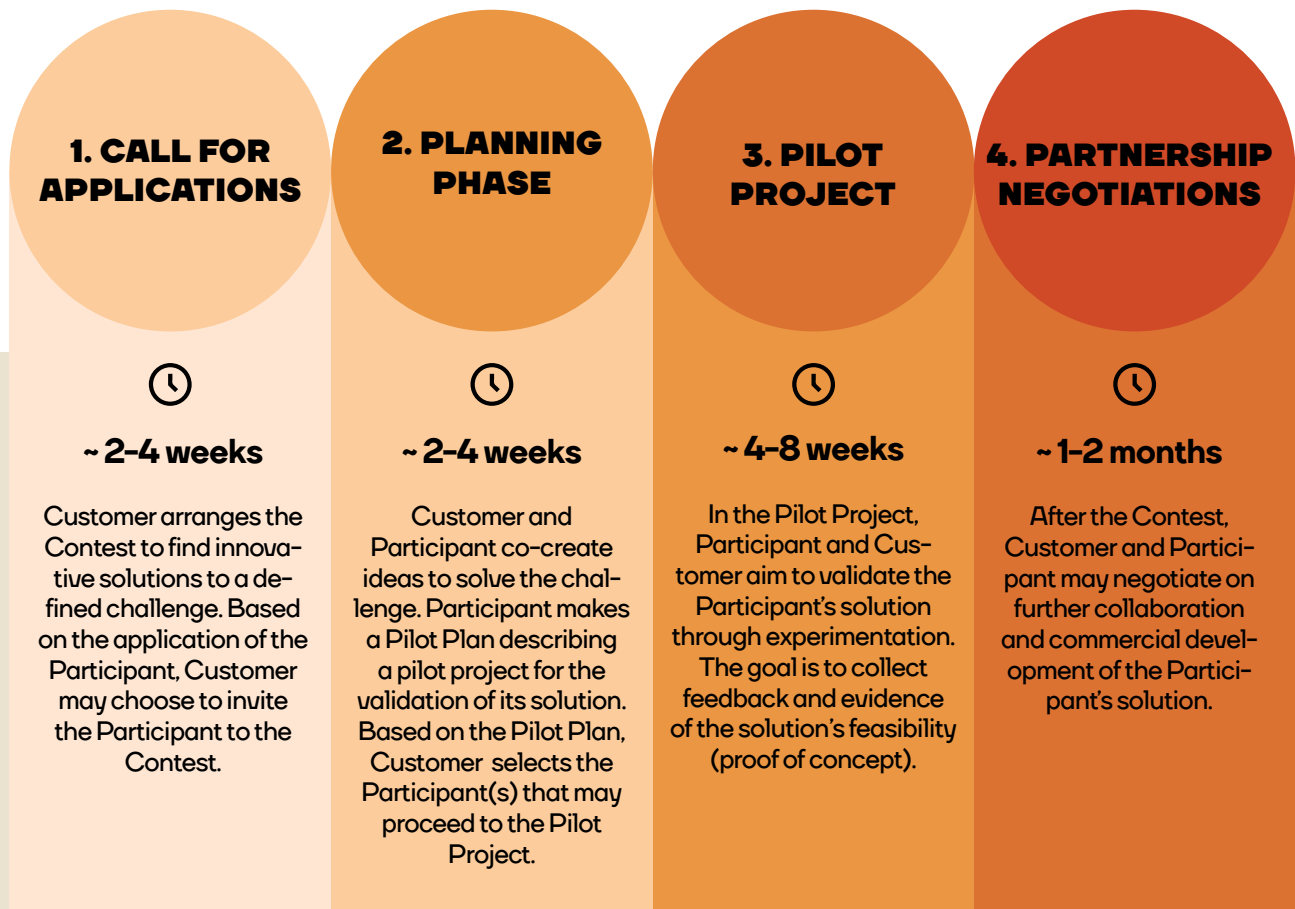 1. CALL FOR
APPLICATIONS
~ 2–4 weeks
Customer arranges the
Contest to find innova–
tive solutions to a de–
fined challenge. Based
on the application of the
Participant, Customer
may choose to invite
the Participant to the
Contest.
2. PLANNING
PHASE
~ 2–4 weeks
Customer and
Participant co–create
ideas to solve the chal–
lenge. Participant makes
a Pilot Plan describing
a pilot project for the
validation of its solution.
Based on the Pilot Plan,
Customer selects the
Participant(s) that may
proceed to the Pilot
Project.
3. PILOT
PROJECT
~ 4–8 weeks
In the Pilot Project,
Participant and Cus–
tomer aim to validate the
Participant’s solution
through experimentation.
The goal is to collect
feedback and evidence
of the solution’s feasibility
(proof of concept).
4. PARTNERSHIP
NEGOTIATIONS
~ 1–2 months
After the Contest,
Customer and Partici–
pant may negotiate on
further collaboration
and commercial devel–
opment of the Partici–
pant’s solution.